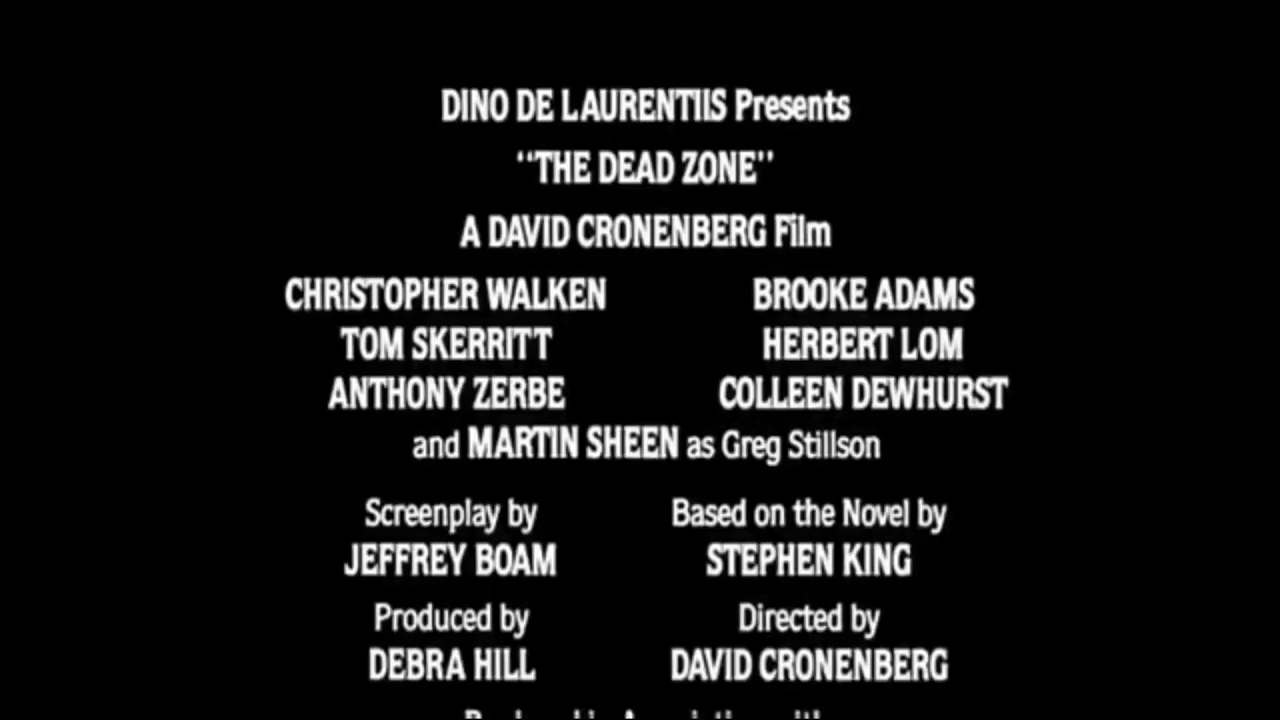 DINO DE LAURENTIIS Presents
‘‘THE DEAD ZONE’’
A DAVID CRONENBERG Film
CHRISTOPHER WALKEN BROOKE ADAMS
TOM SKERRITT HERBERT LOM
ANTHONY ZERBE COLLEEN DEWHURST
and MARTIN SHEEN as Greg Stillson
Screenplay by Based on the Novel by
JEFFREY BOAM STEPHEN KING
Produced by Directed by
DEBRA HILL DAVID CRONENBERG